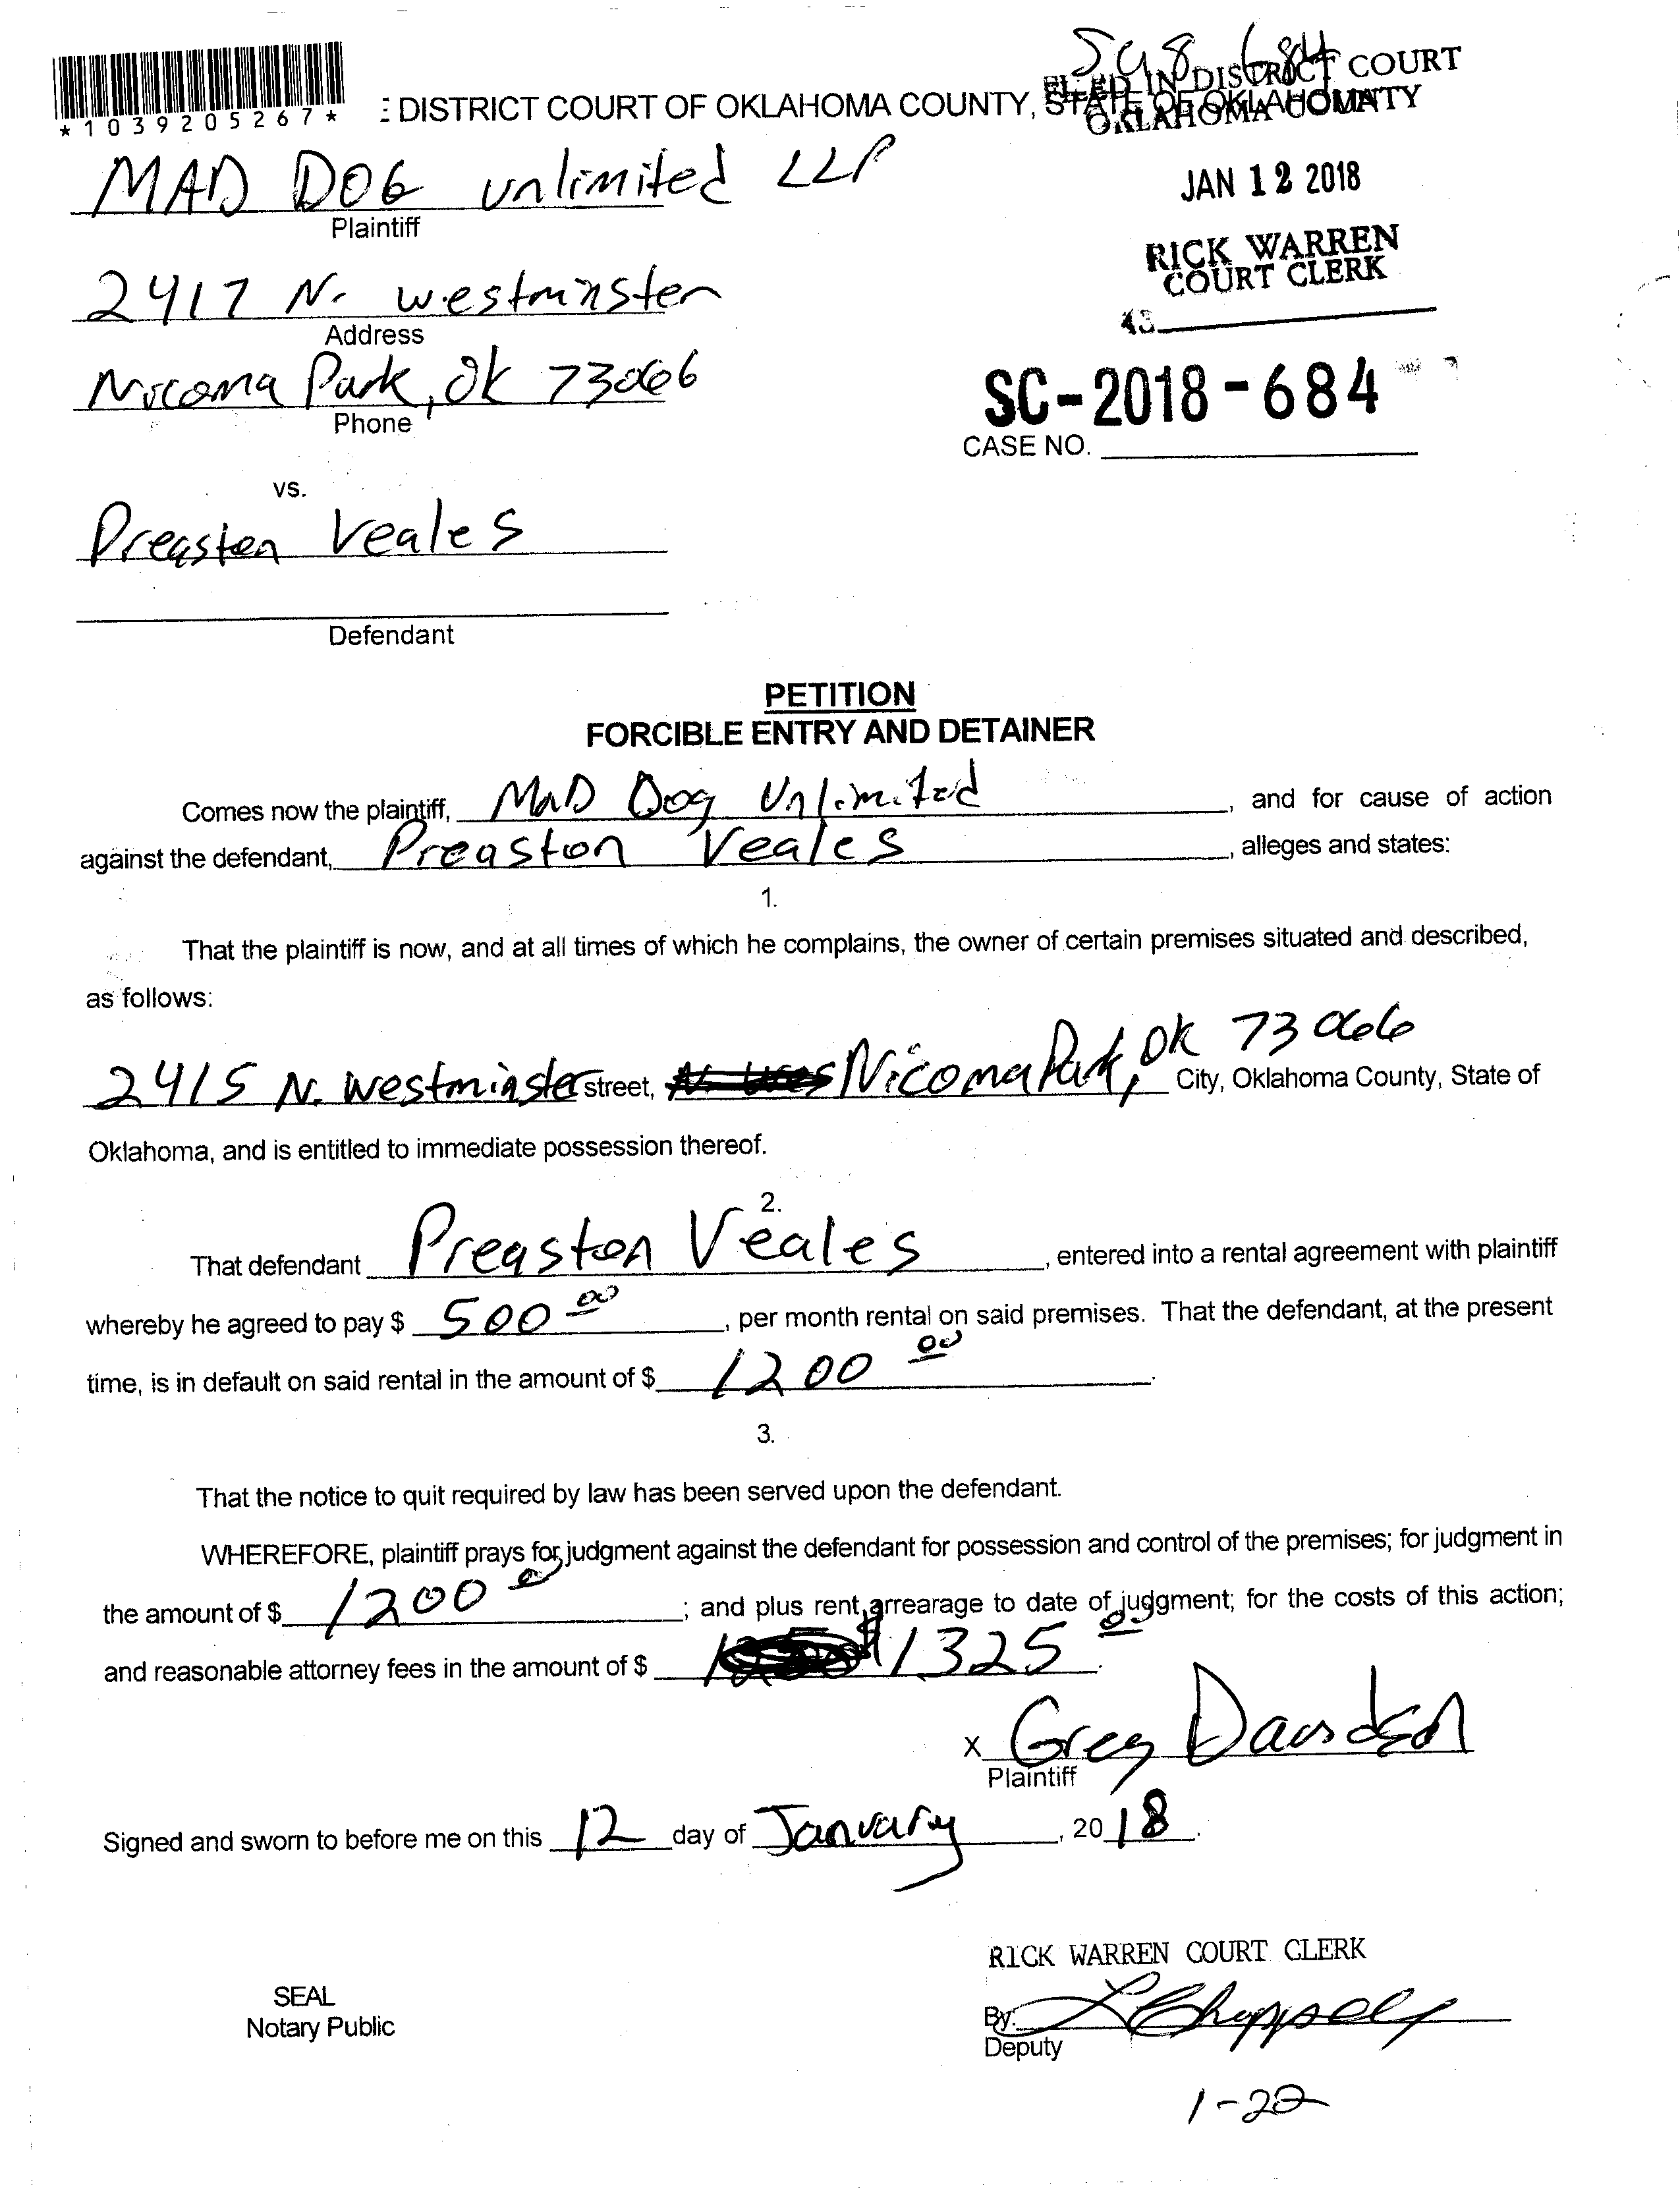 SC18 684
*1039205267*
E DISTRICT COURT OF OKLAHOMA COUNTY, STATE OF OKLAHOMA
FILED IN DISTRICT COURT
OKLAHOMA COUNTY
MAD DOG unlimited LLP
Plaintiff
JAN 12 2018
RICK WARREN
COURT CLERK
2417 N. westminster
Address
43
Nicoma Park, OK 73066
Phone
SC-2018-684
CASE NO.
vs.
Preaston Veales
Defendant
PETITION
FORCIBLE ENTRY AND DETAINER
Comes now the plaintiff, MaD Dog Unlimited, and for cause of action
against the defendant, Preaston Veales, alleges and states:
1.
That the plaintiff is now, and at all times of which he complains, the owner of certain premises situated and described,
as follows:
2415 N. Westminster street, Nicoma Park, OK 73066 City, Oklahoma County, State of
Oklahoma, and is entitled to immediate possession thereof.
2.
That defendant Preaston Veales, entered into a rental agreement with plaintiff
whereby he agreed to pay $ 500 00, per month rental on said premises. That the defendant, at the present
time, is in default on said rental in the amount of $ 1200 00.
3.
That the notice to quit required by law has been served upon the defendant.
WHEREFORE, plaintiff prays for judgment against the defendant for possession and control of the premises; for judgment in
the amount of $ 1200 00; and plus rent arrearage to date of judgment; for the costs of this action;
and reasonable attorney fees in the amount of $ $1325 0.
x Greg Davidson
Plaintiff
Signed and sworn to before me on this 12 day of January, 2018.
RICK WARREN COURT CLERK
SEAL
Notary Public
By: L Chappell
Deputy
1-22